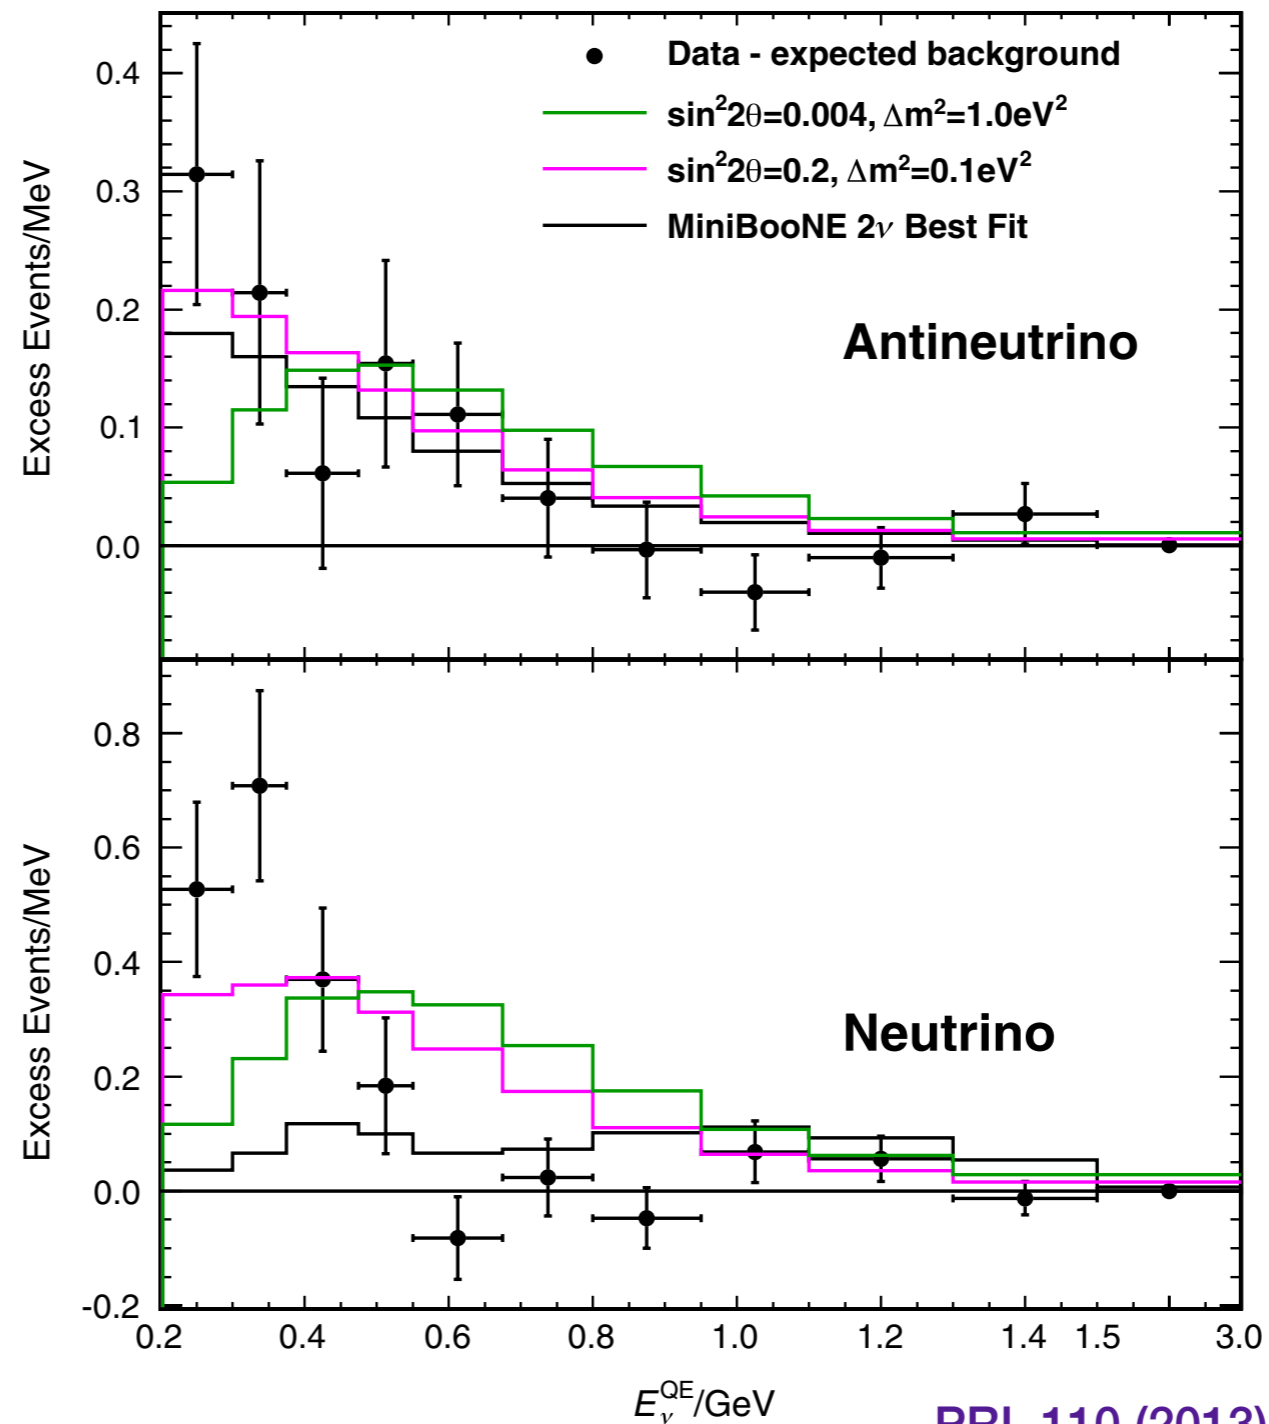 Excess Events/MeV
0.4
0.3
0.2
0.1
0.0
Data - expected background
sin²2θ=0.004, Δm²=1.0eV²
sin²2θ=0.2, Δm²=0.1eV²
MiniBooNE 2ν Best Fit
Antineutrino
Excess Events/MeV
0.8
0.6
0.4
0.2
0.0
-0.2
Neutrino
0.2 0.4 0.6 0.8 1.0 1.2 1.4 1.5 3.0
E_ν^QE/GeV
PRL 110 (2013)